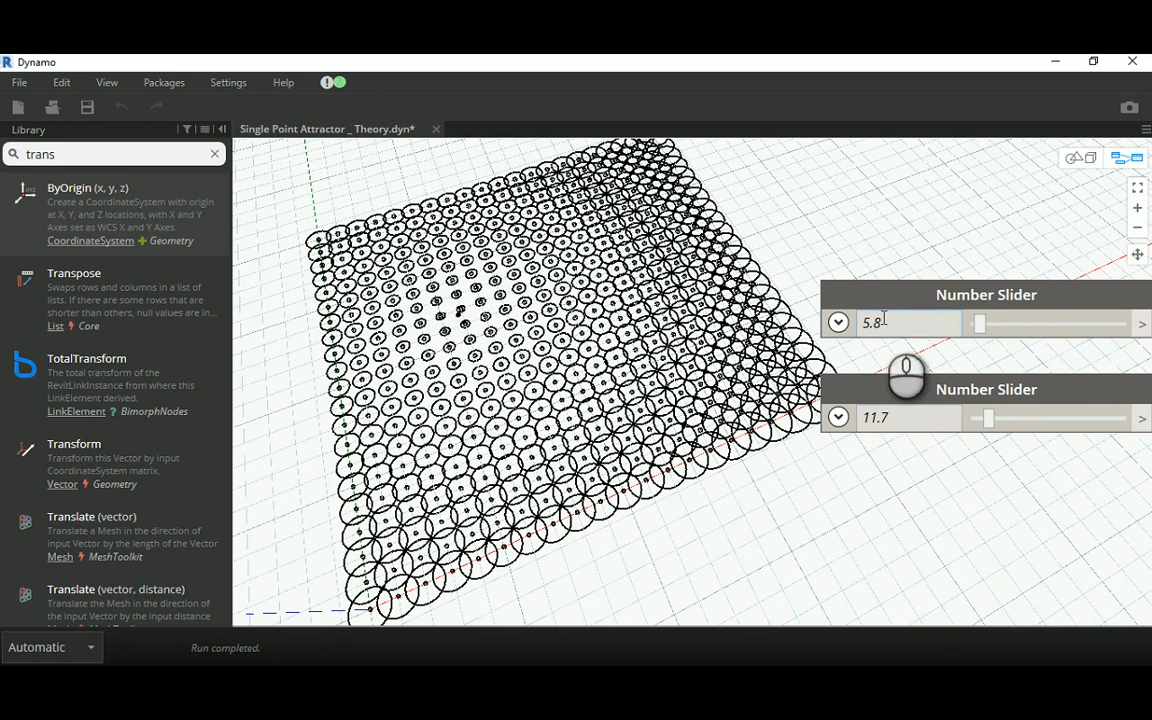 R Dynamo
File Edit View Packages Settings Help
Library
Single Point Attractor _ Theory.dyn*
trans
ByOrigin (x, y, z)
Create a CoordinateSystem with origin
at X, Y, and Z locations, with X and Y
Axes set as WCS X and Y Axes.
CoordinateSystem Geometry
Transpose
Swaps rows and columns in a list of
lists. If there are some rows that are
shorter than others, null values are in...
List Core
TotalTransform
The total transform of the
RevitLinkInstance from where this
LinkElement derived.
LinkElement ? BimorphNodes
Transform
Transform this Vector by input
CoordinateSystem matrix.
Vector Geometry
Translate (vector)
Translate a Mesh in the direction of
input Vector by the length of the Vector
Mesh MeshToolkit
Translate (vector, distance)
Translate the Mesh in the direction of
the input Vector by the input distance
Number Slider
5.8
>
Number Slider
11.7
>
Automatic
Run completed.